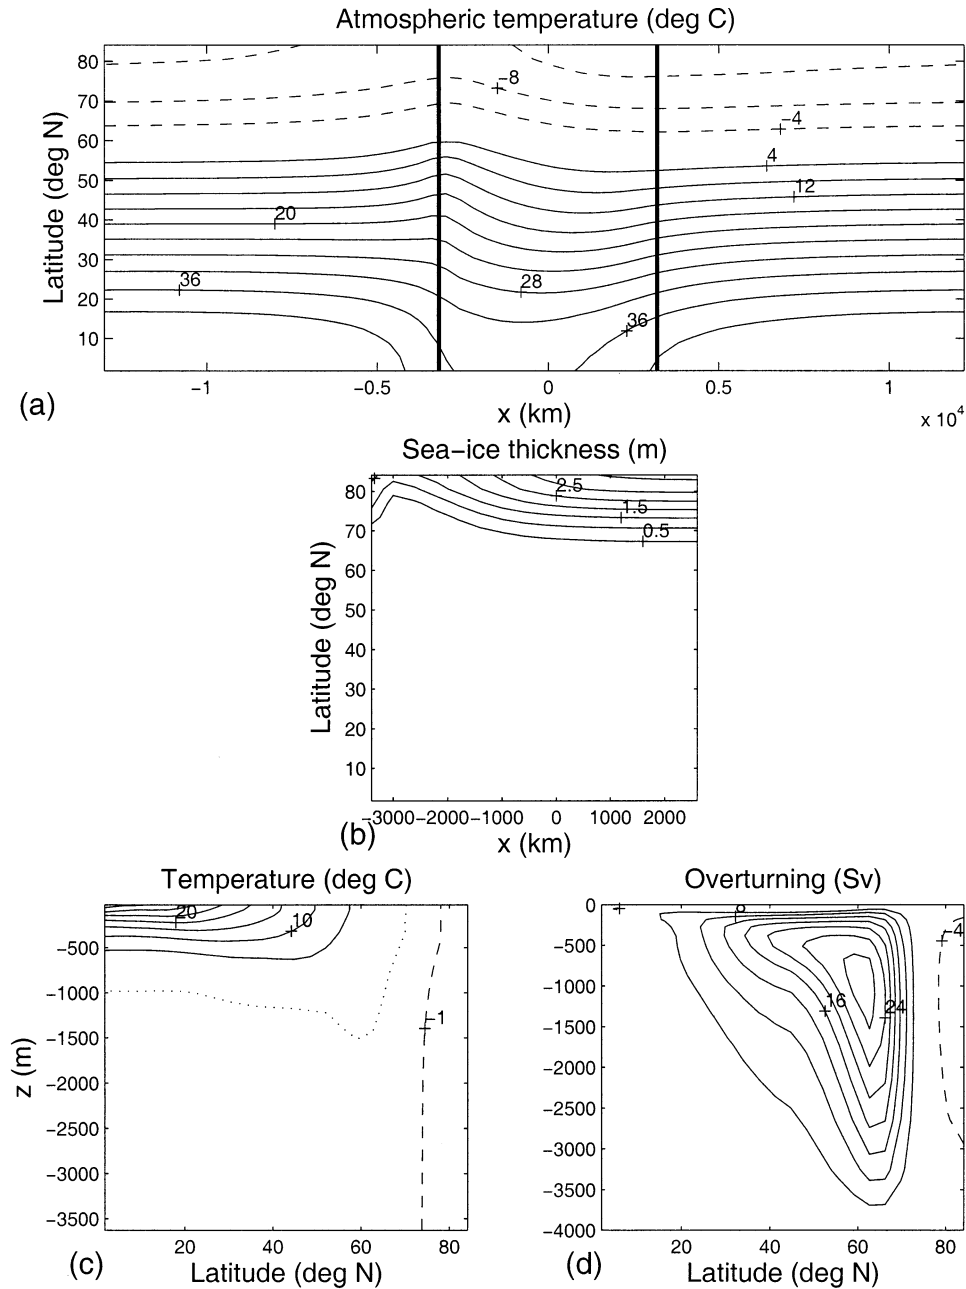 Atmospheric temperature (deg C)
80
70
60
50
40
30
20
10
Latitude (deg N)
−8
−4
4
12
20
28
36
36
−1
−0.5
0
0.5
1
x (km)
x 10^4
(a)
Sea−ice thickness (m)
80
70
60
50
40
30
20
10
Latitude (deg N)
2.5
1.5
0.5
−3000 −2000 −1000 0 1000 2000
x (km)
(b)
Temperature (deg C)
−500
−1000
−1500
−2000
−2500
−3000
−3500
z (m)
20
10
−1
20 40 60 80
Latitude (deg N)
(c)
Overturning (Sv)
0
−500
−1000
−1500
−2000
−2500
−3000
−3500
−4000
−4
16
24
20 40 60 80
Latitude (deg N)
(d)